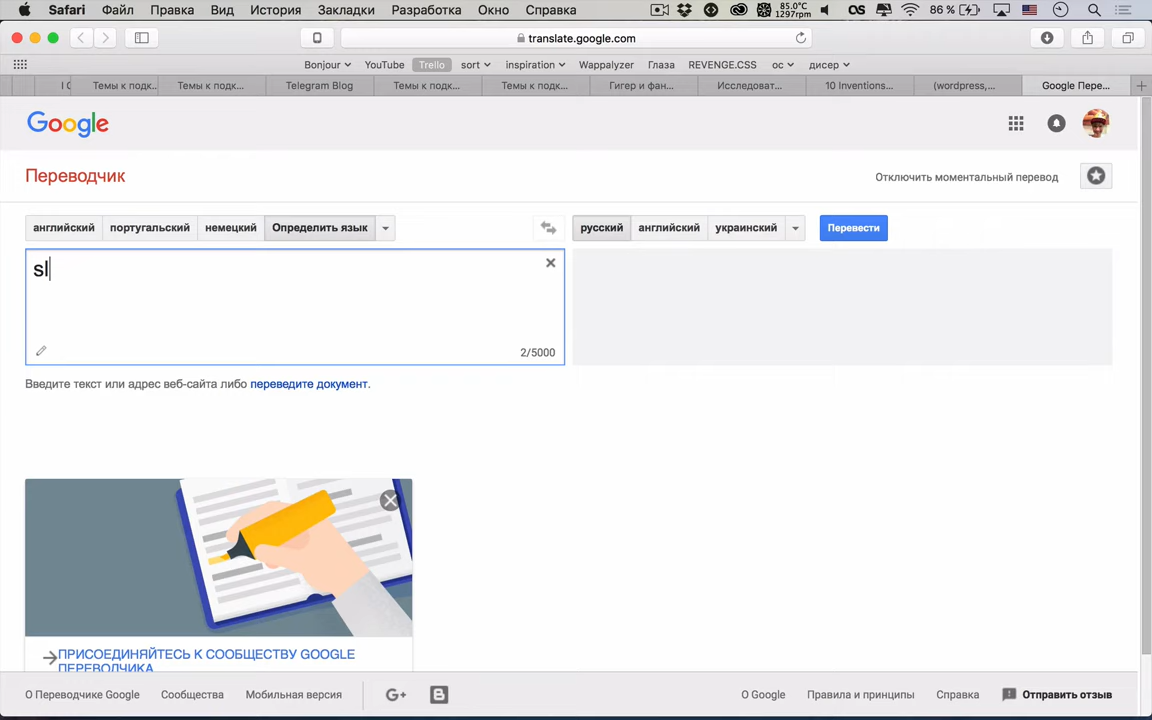 Safari Файл Правка Вид История Закладки Разработка Окно Справка 85.0°C 1297rpm 86 %
translate.google.com
Bonjour YouTube Trello sort inspiration Wappalyzer Глаза REVENGE.CSS ос дисер
I C Темы к подк... Темы к подк... Telegram Blog Темы к подк... Темы к подк... Гигер и фан... Исследоват... 10 Inventions... (wordpress,... Google Пере...
Google
Переводчик
Отключить моментальный перевод
английский португальский немецкий Определить язык русский английский украинский Перевести
sl
2/5000
Введите текст или адрес веб-сайта либо переведите документ.
ПРИСОЕДИНЯЙТЕСЬ К СООБЩЕСТВУ GOOGLE
ПЕРЕВОДЧИКА
О Переводчике Google Сообщества Мобильная версия G+ B О Google Правила и принципы Справка Отправить отзыв